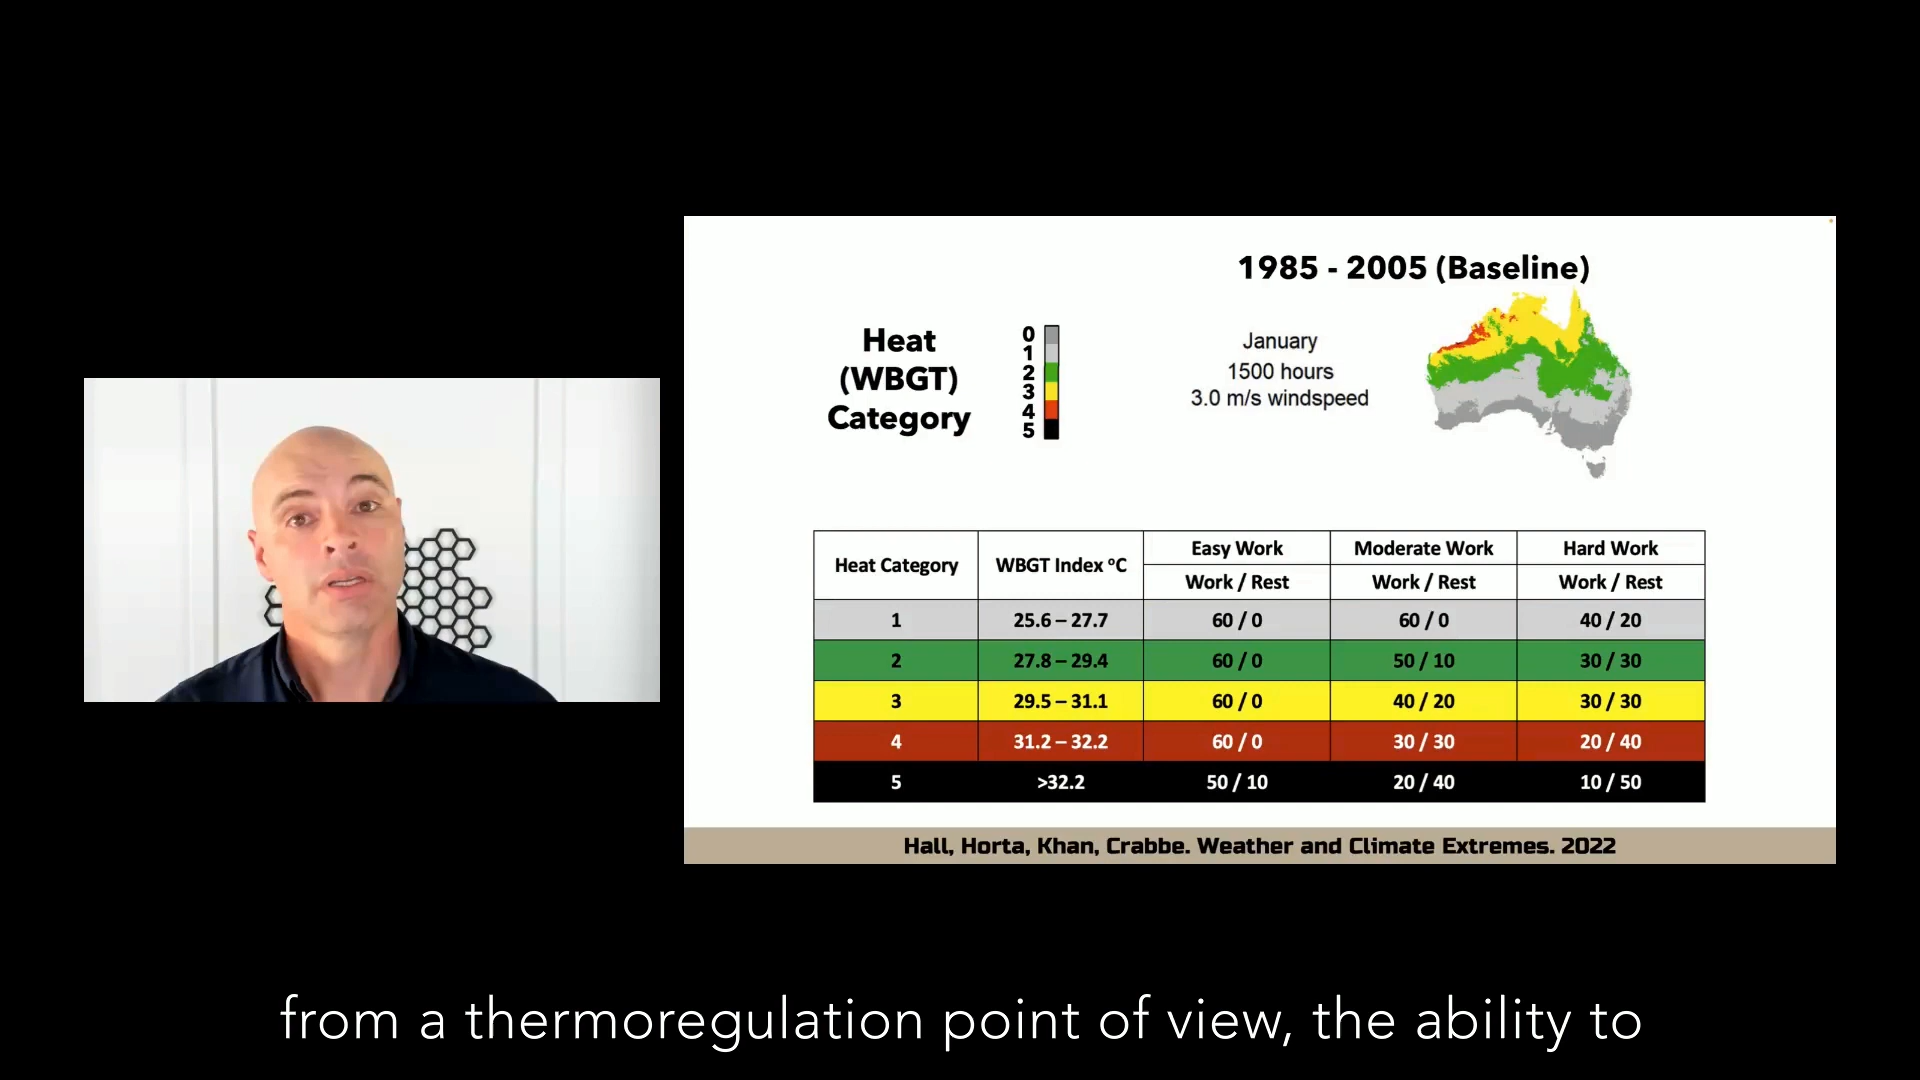 1985 - 2005 (Baseline)
Heat
(WBGT)
Category
0
1
2
3
4
5
January
1500 hours
3.0 m/s windspeed
Heat Category WBGT Index ºC Easy Work Moderate Work Hard Work
Work / Rest Work / Rest Work / Rest
1 25.6 – 27.7 60 / 0 60 / 0 40 / 20
2 27.8 – 29.4 60 / 0 50 / 10 30 / 30
3 29.5 – 31.1 60 / 0 40 / 20 30 / 30
4 31.2 – 32.2 60 / 0 30 / 30 20 / 40
5 >32.2 50 / 10 20 / 40 10 / 50
Hall, Horta, Khan, Crabbe. Weather and Climate Extremes. 2022
from a thermoregulation point of view, the ability to